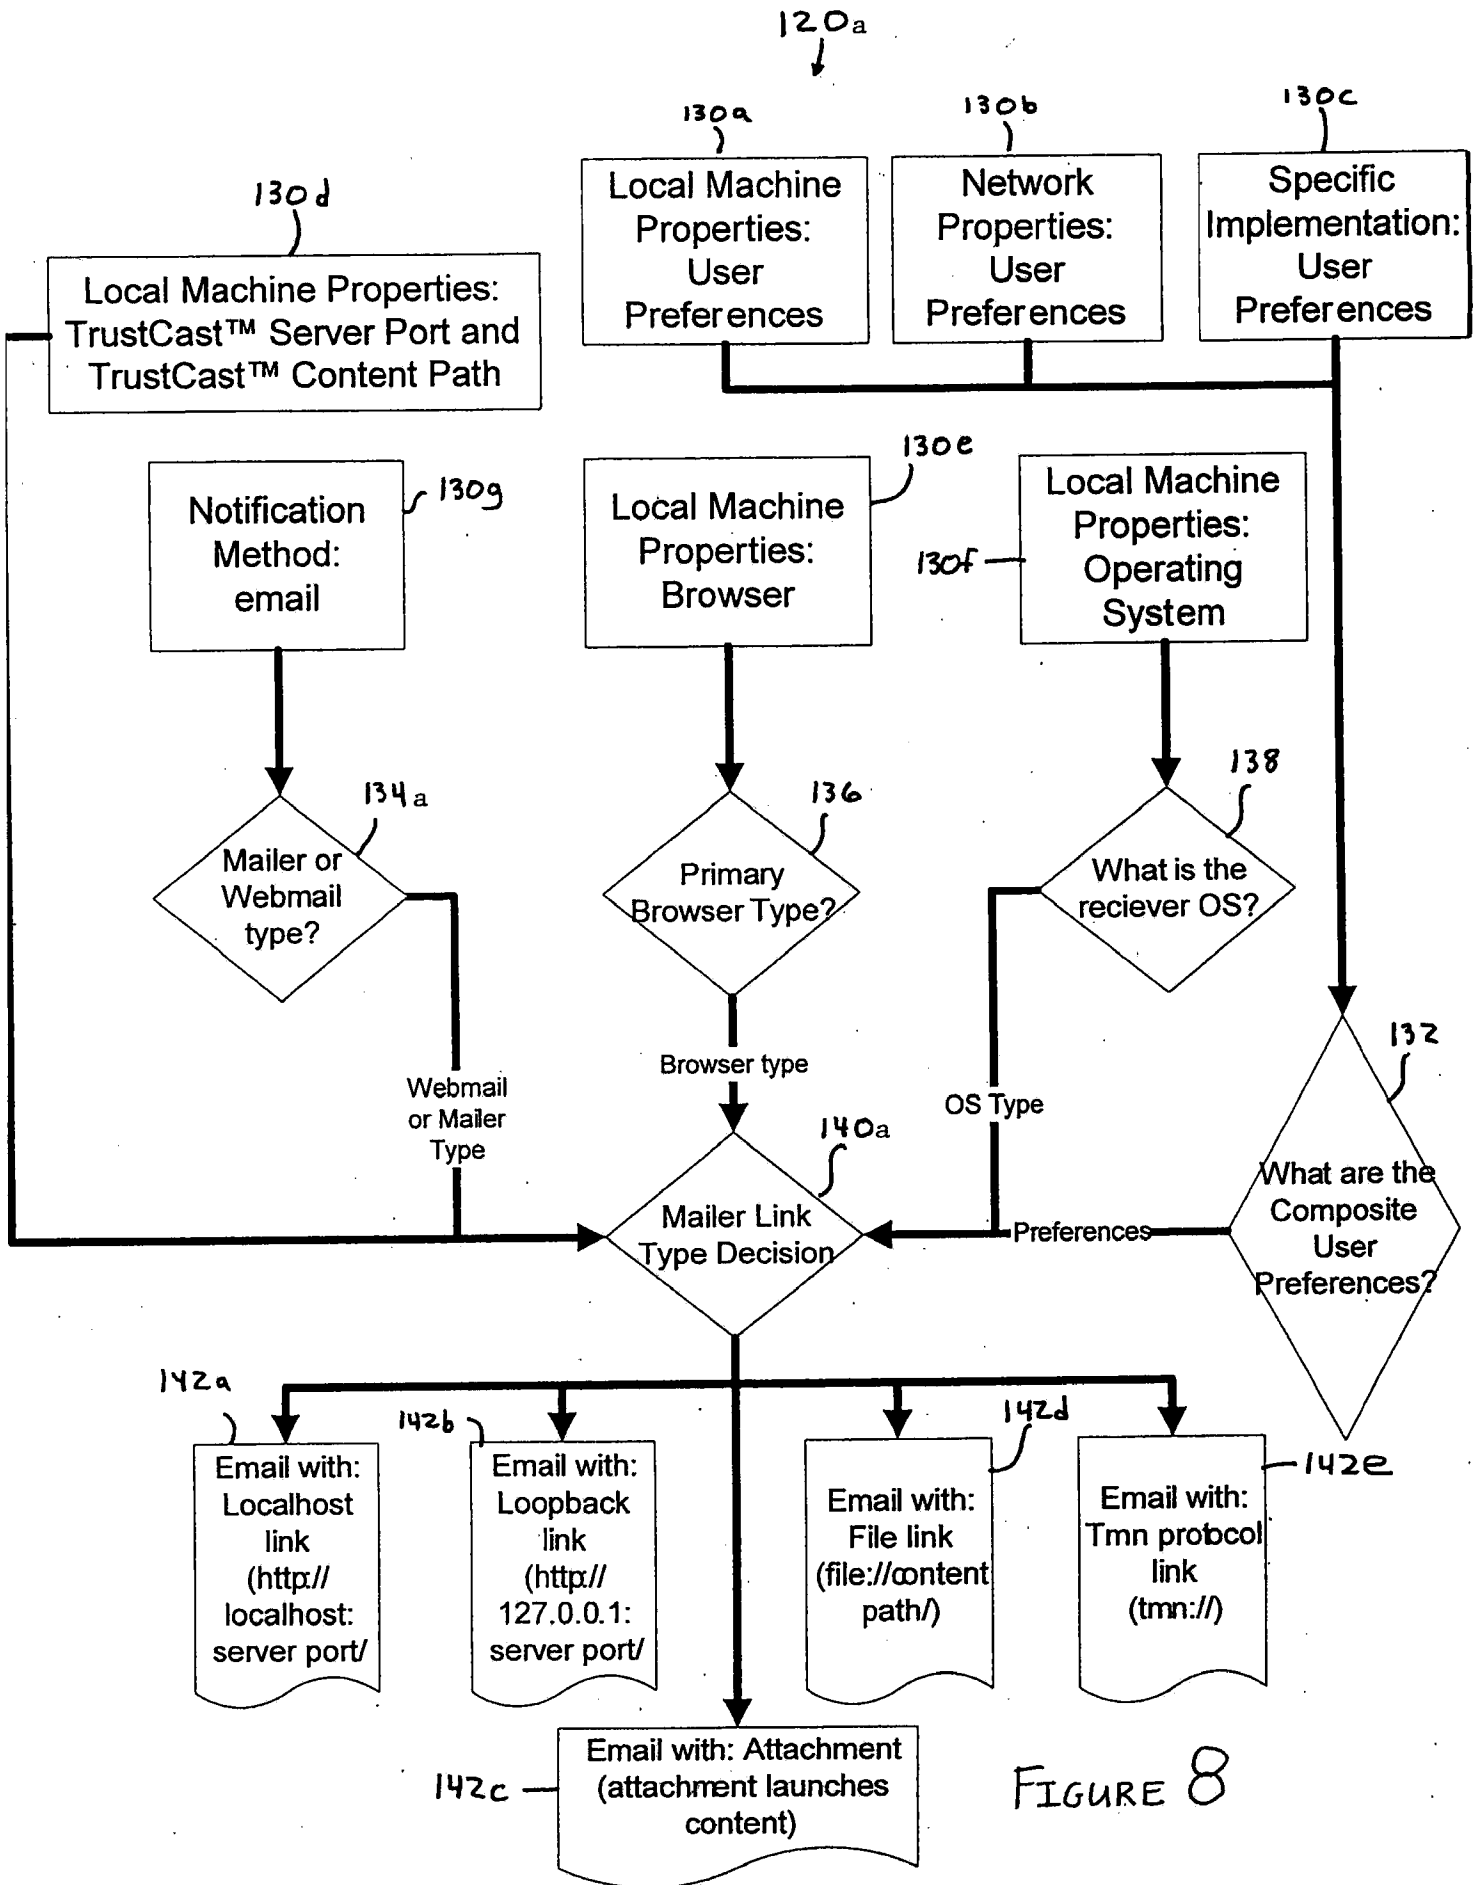 120a
130a
130b
130c
130d
Local Machine
Properties:
User
Preferences
Network
Properties:
User
Preferences
Specific
Implementation:
User
Preferences
Local Machine Properties:
TrustCast™ Server Port and
TrustCast™ Content Path
130g
Notification
Method:
email
130e
Local Machine
Properties:
Browser
130f
Local Machine
Properties:
Operating
System
134a
Mailer or
Webmail
type?
136
Primary
Browser Type?
138
What is the
reciever OS?
132
What are the
Composite
User
Preferences?
Webmail
or Mailer
Type
Browser type
OS Type
Preferences
140a
Mailer Link
Type Decision
142a
Email with:
Localhost
link
(http://
localhost:
server port/
142b
Email with:
Loopback
link
(http://
127.0.0.1:
server port/
142d
Email with:
File link
(file://content
path/)
142e
Email with:
Tmn protocol
link
(tmn://)
142c
Email with: Attachment
(attachment launches
content)
FIGURE 8